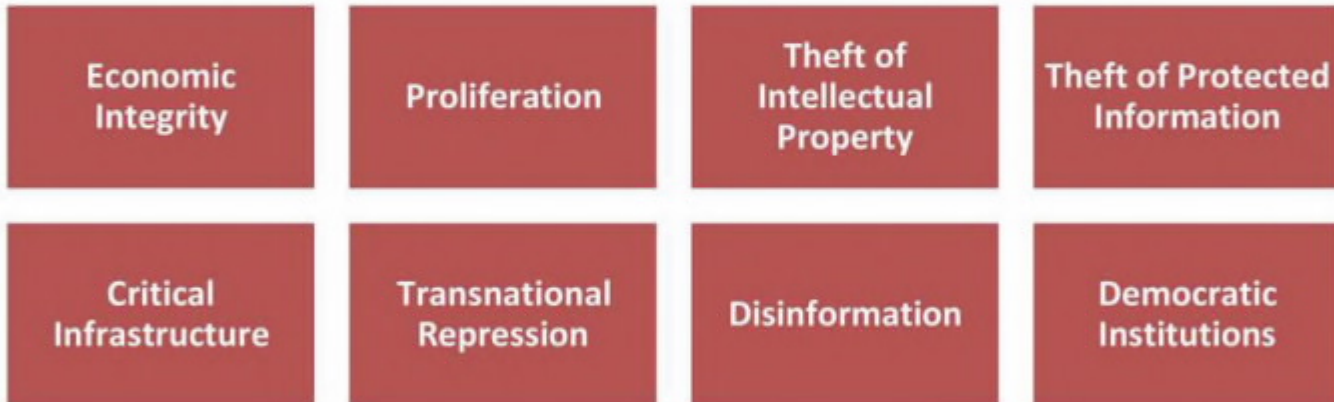 Economic
Integrity
Proliferation
Theft of
Intellectual
Property
Theft of Protected
Information
Critical
Infrastructure
Transnational
Repression
Disinformation
Democratic
Institutions